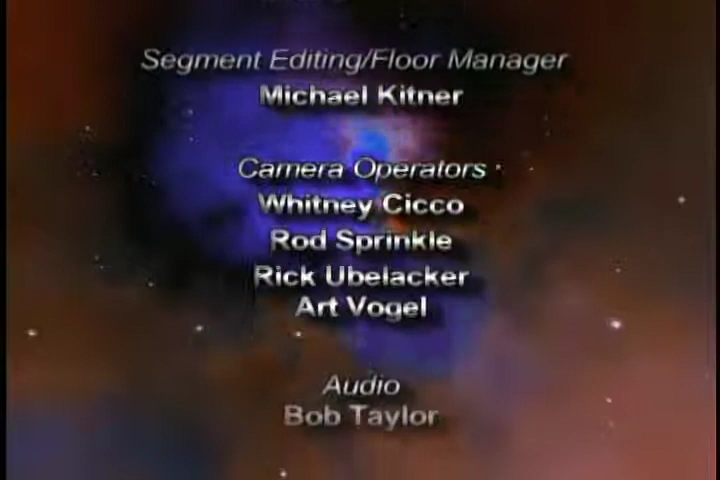 Segment Editing/Floor Manager
Michael Kitner
Camera Operators
Whitney Cicco
Rod Sprinkle
Rick Ubelacker
Art Vogel
Audio
Bob Taylor